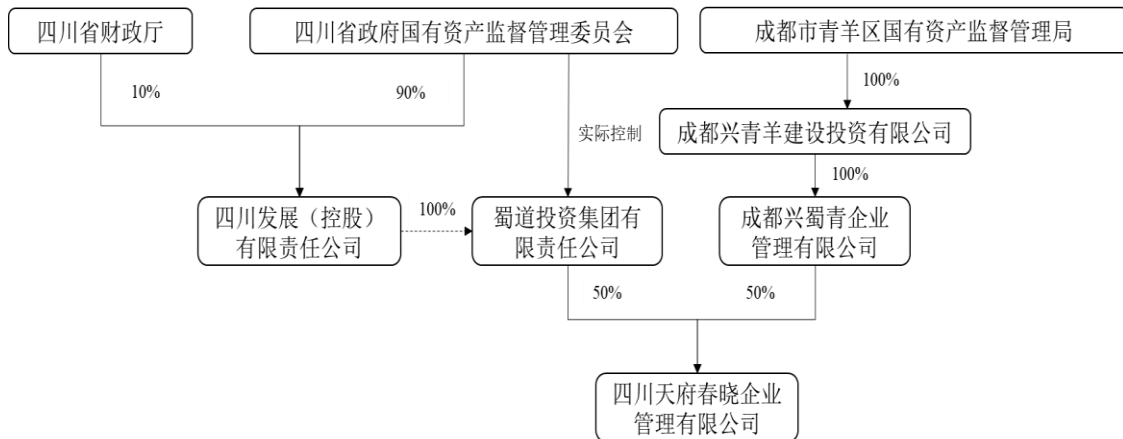 四川省财政厅
四川省政府国有资产监督管理委员会
成都市青羊区国有资产监督管理局
10%
90%
100%
实际控制
成都兴青羊建设投资有限公司
100%
四川发展（控股）
有限责任公司
100%
蜀道投资集团有
限责任公司
成都兴蜀青企业
管理有限公司
50%
50%
四川天府春晓企业
管理有限公司